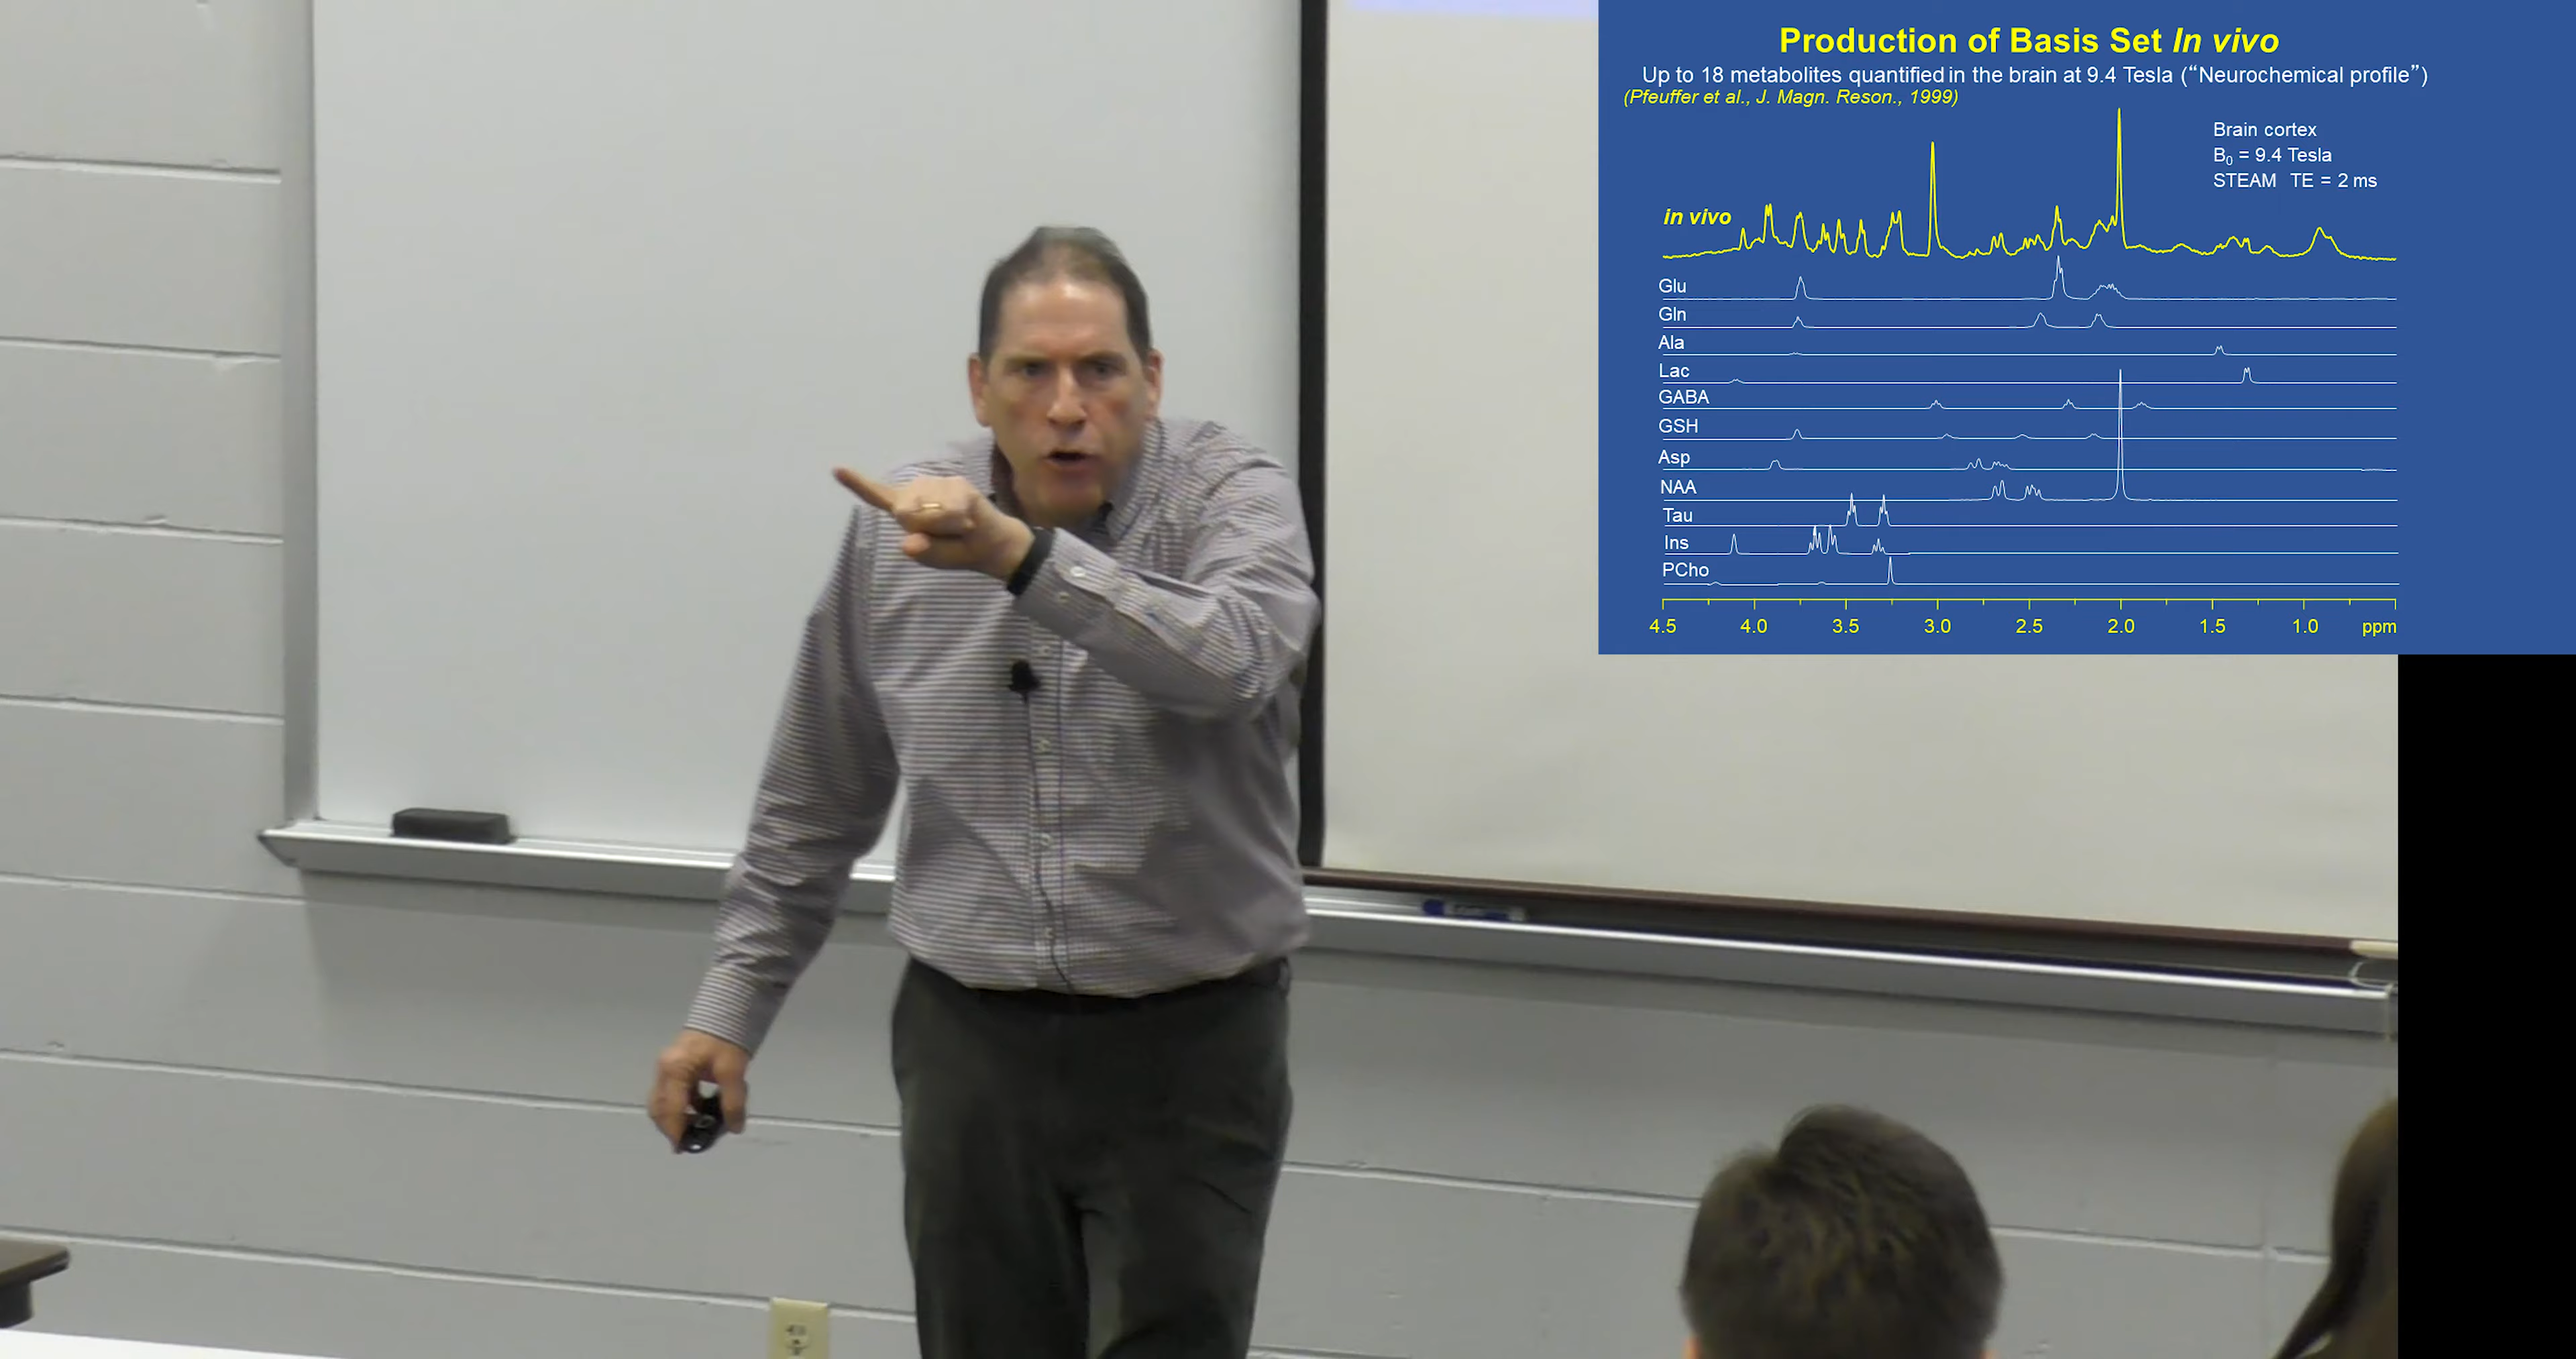 Production of Basis Set In vivo
Up to 18 metabolites quantified in the brain at 9.4 Tesla (“Neurochemical profile”)
(Pfeuffer et al., J. Magn. Reson., 1999)
Brain cortex
B0 = 9.4 Tesla
STEAM TE = 2 ms
in vivo
Glu
Gln
Ala
Lac
GABA
GSH
Asp
NAA
Tau
Ins
PCho
4.5 4.0 3.5 3.0 2.5 2.0 1.5 1.0 ppm